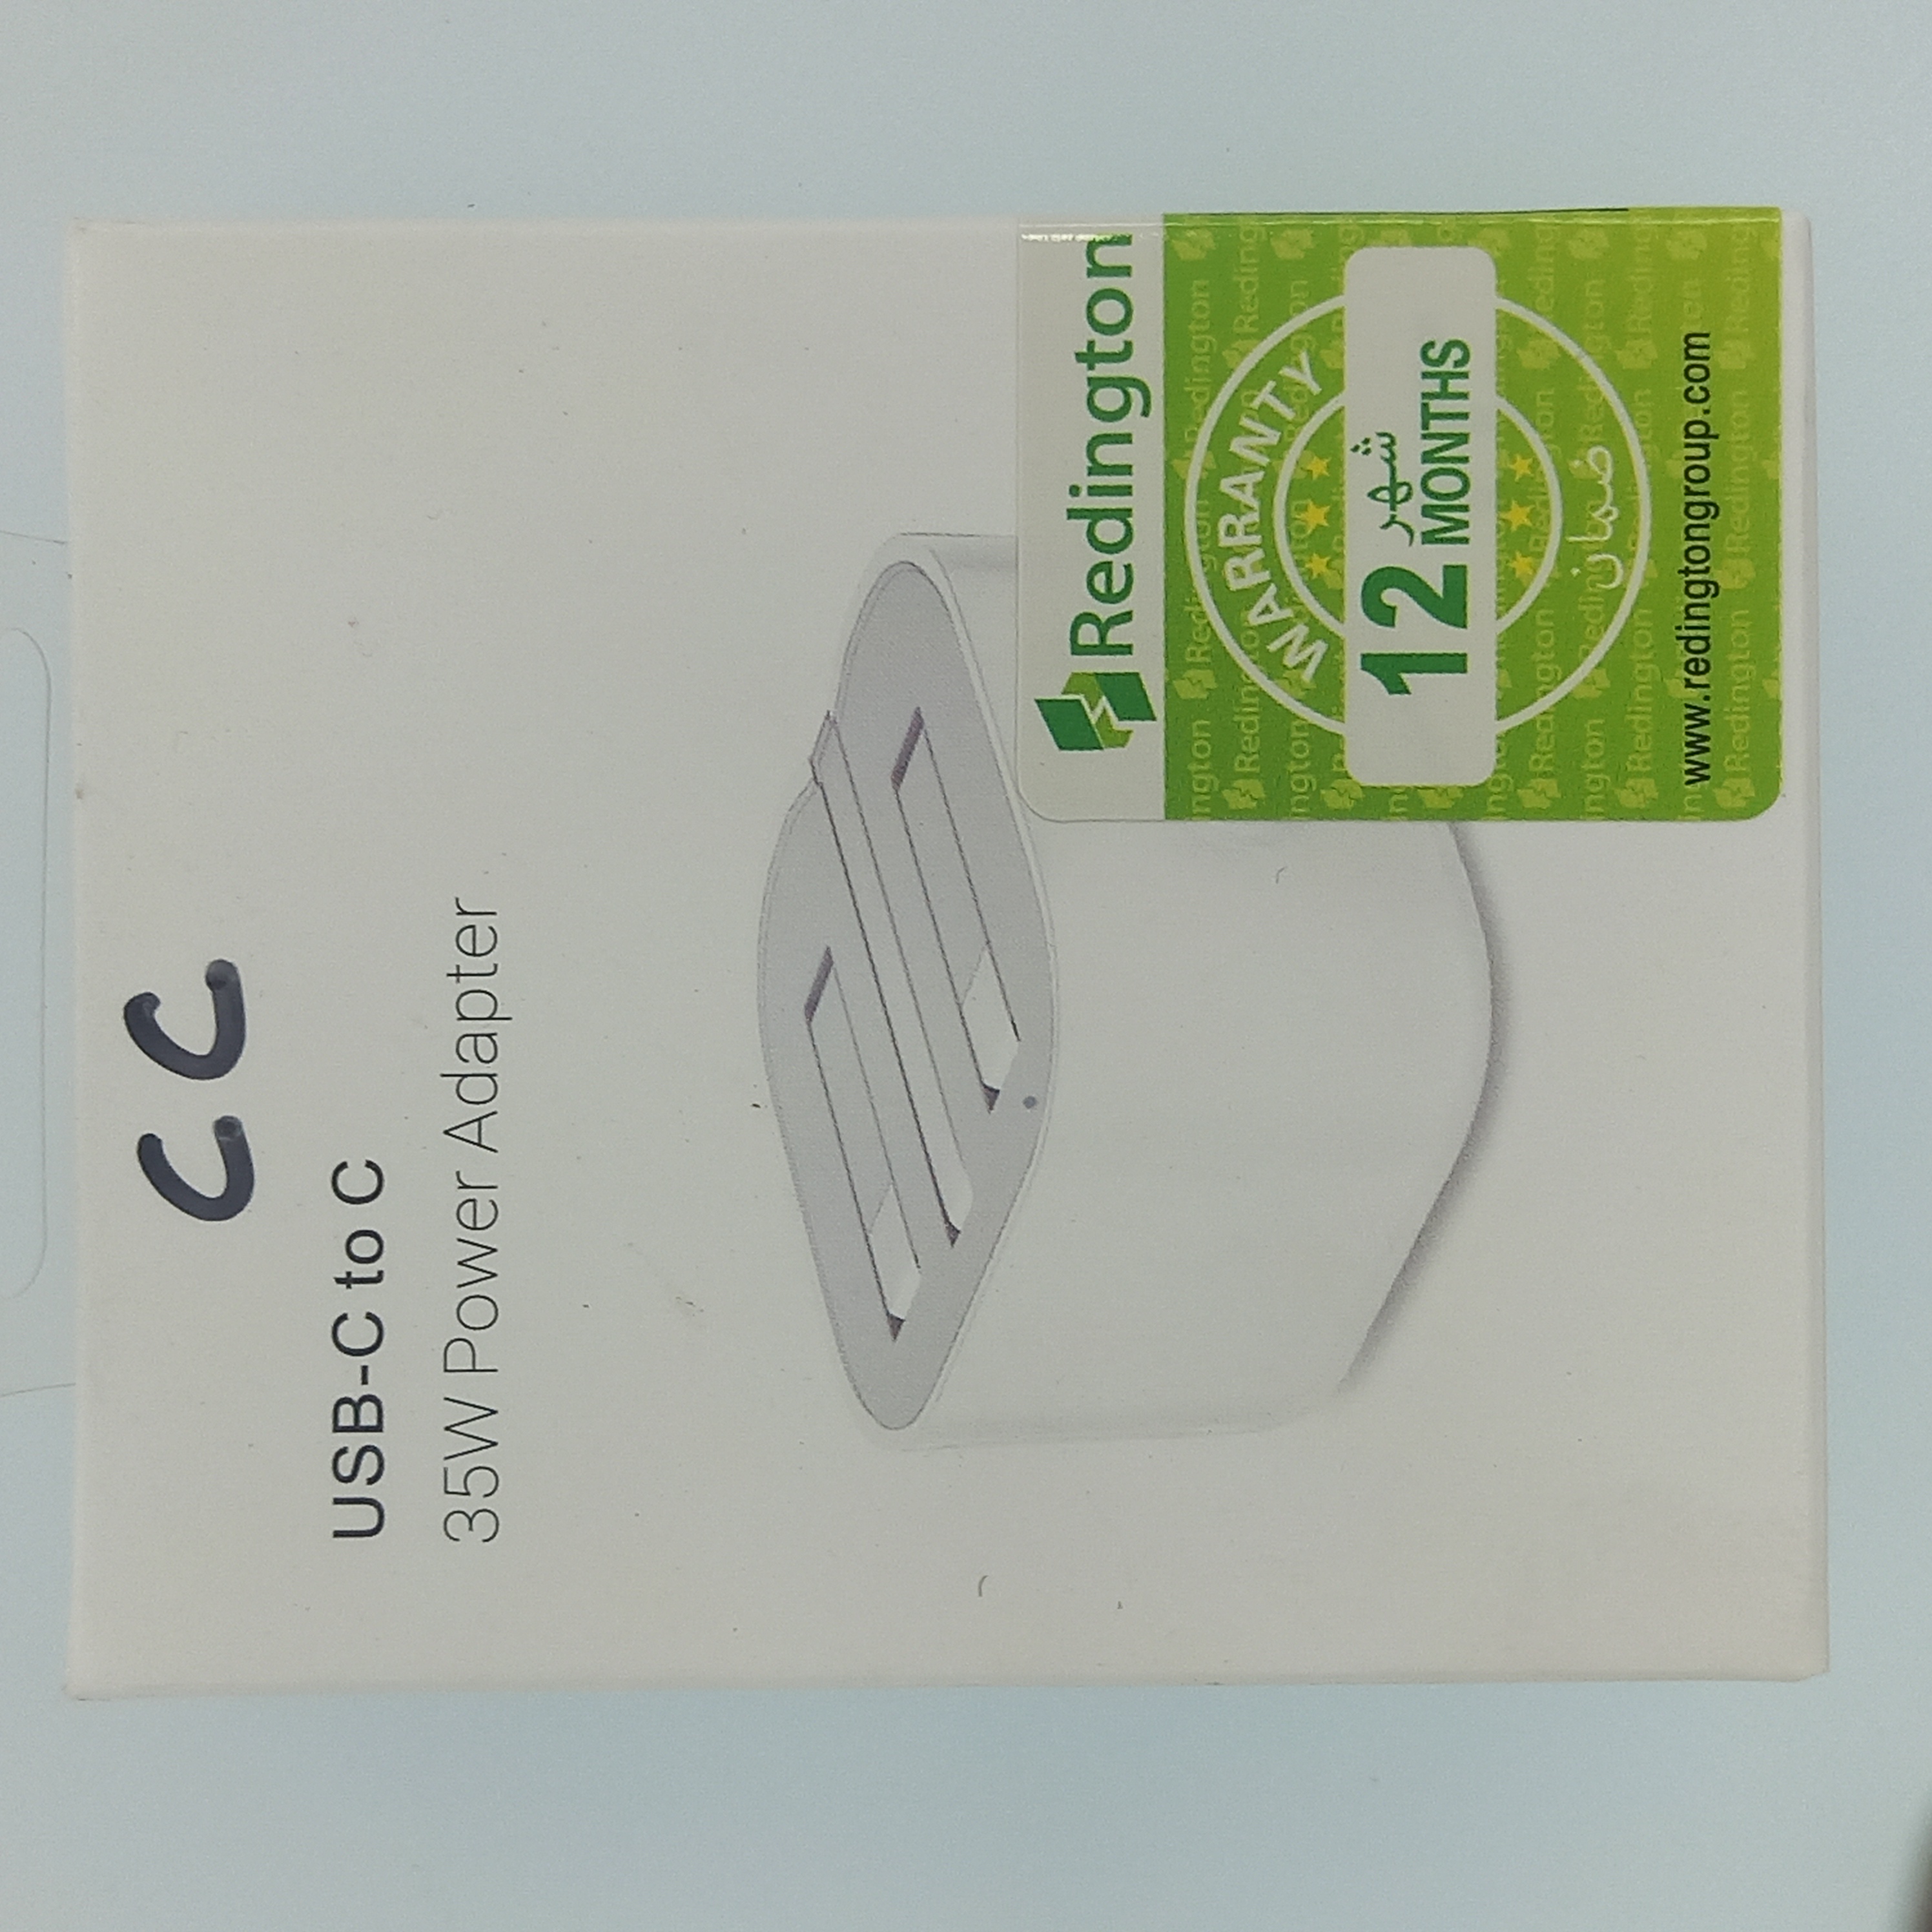 CC
USB-C to C
35W Power Adapter
Redington
WARRANTY
12 شهر
MONTHS
ضمان
www.redingtongroup.com